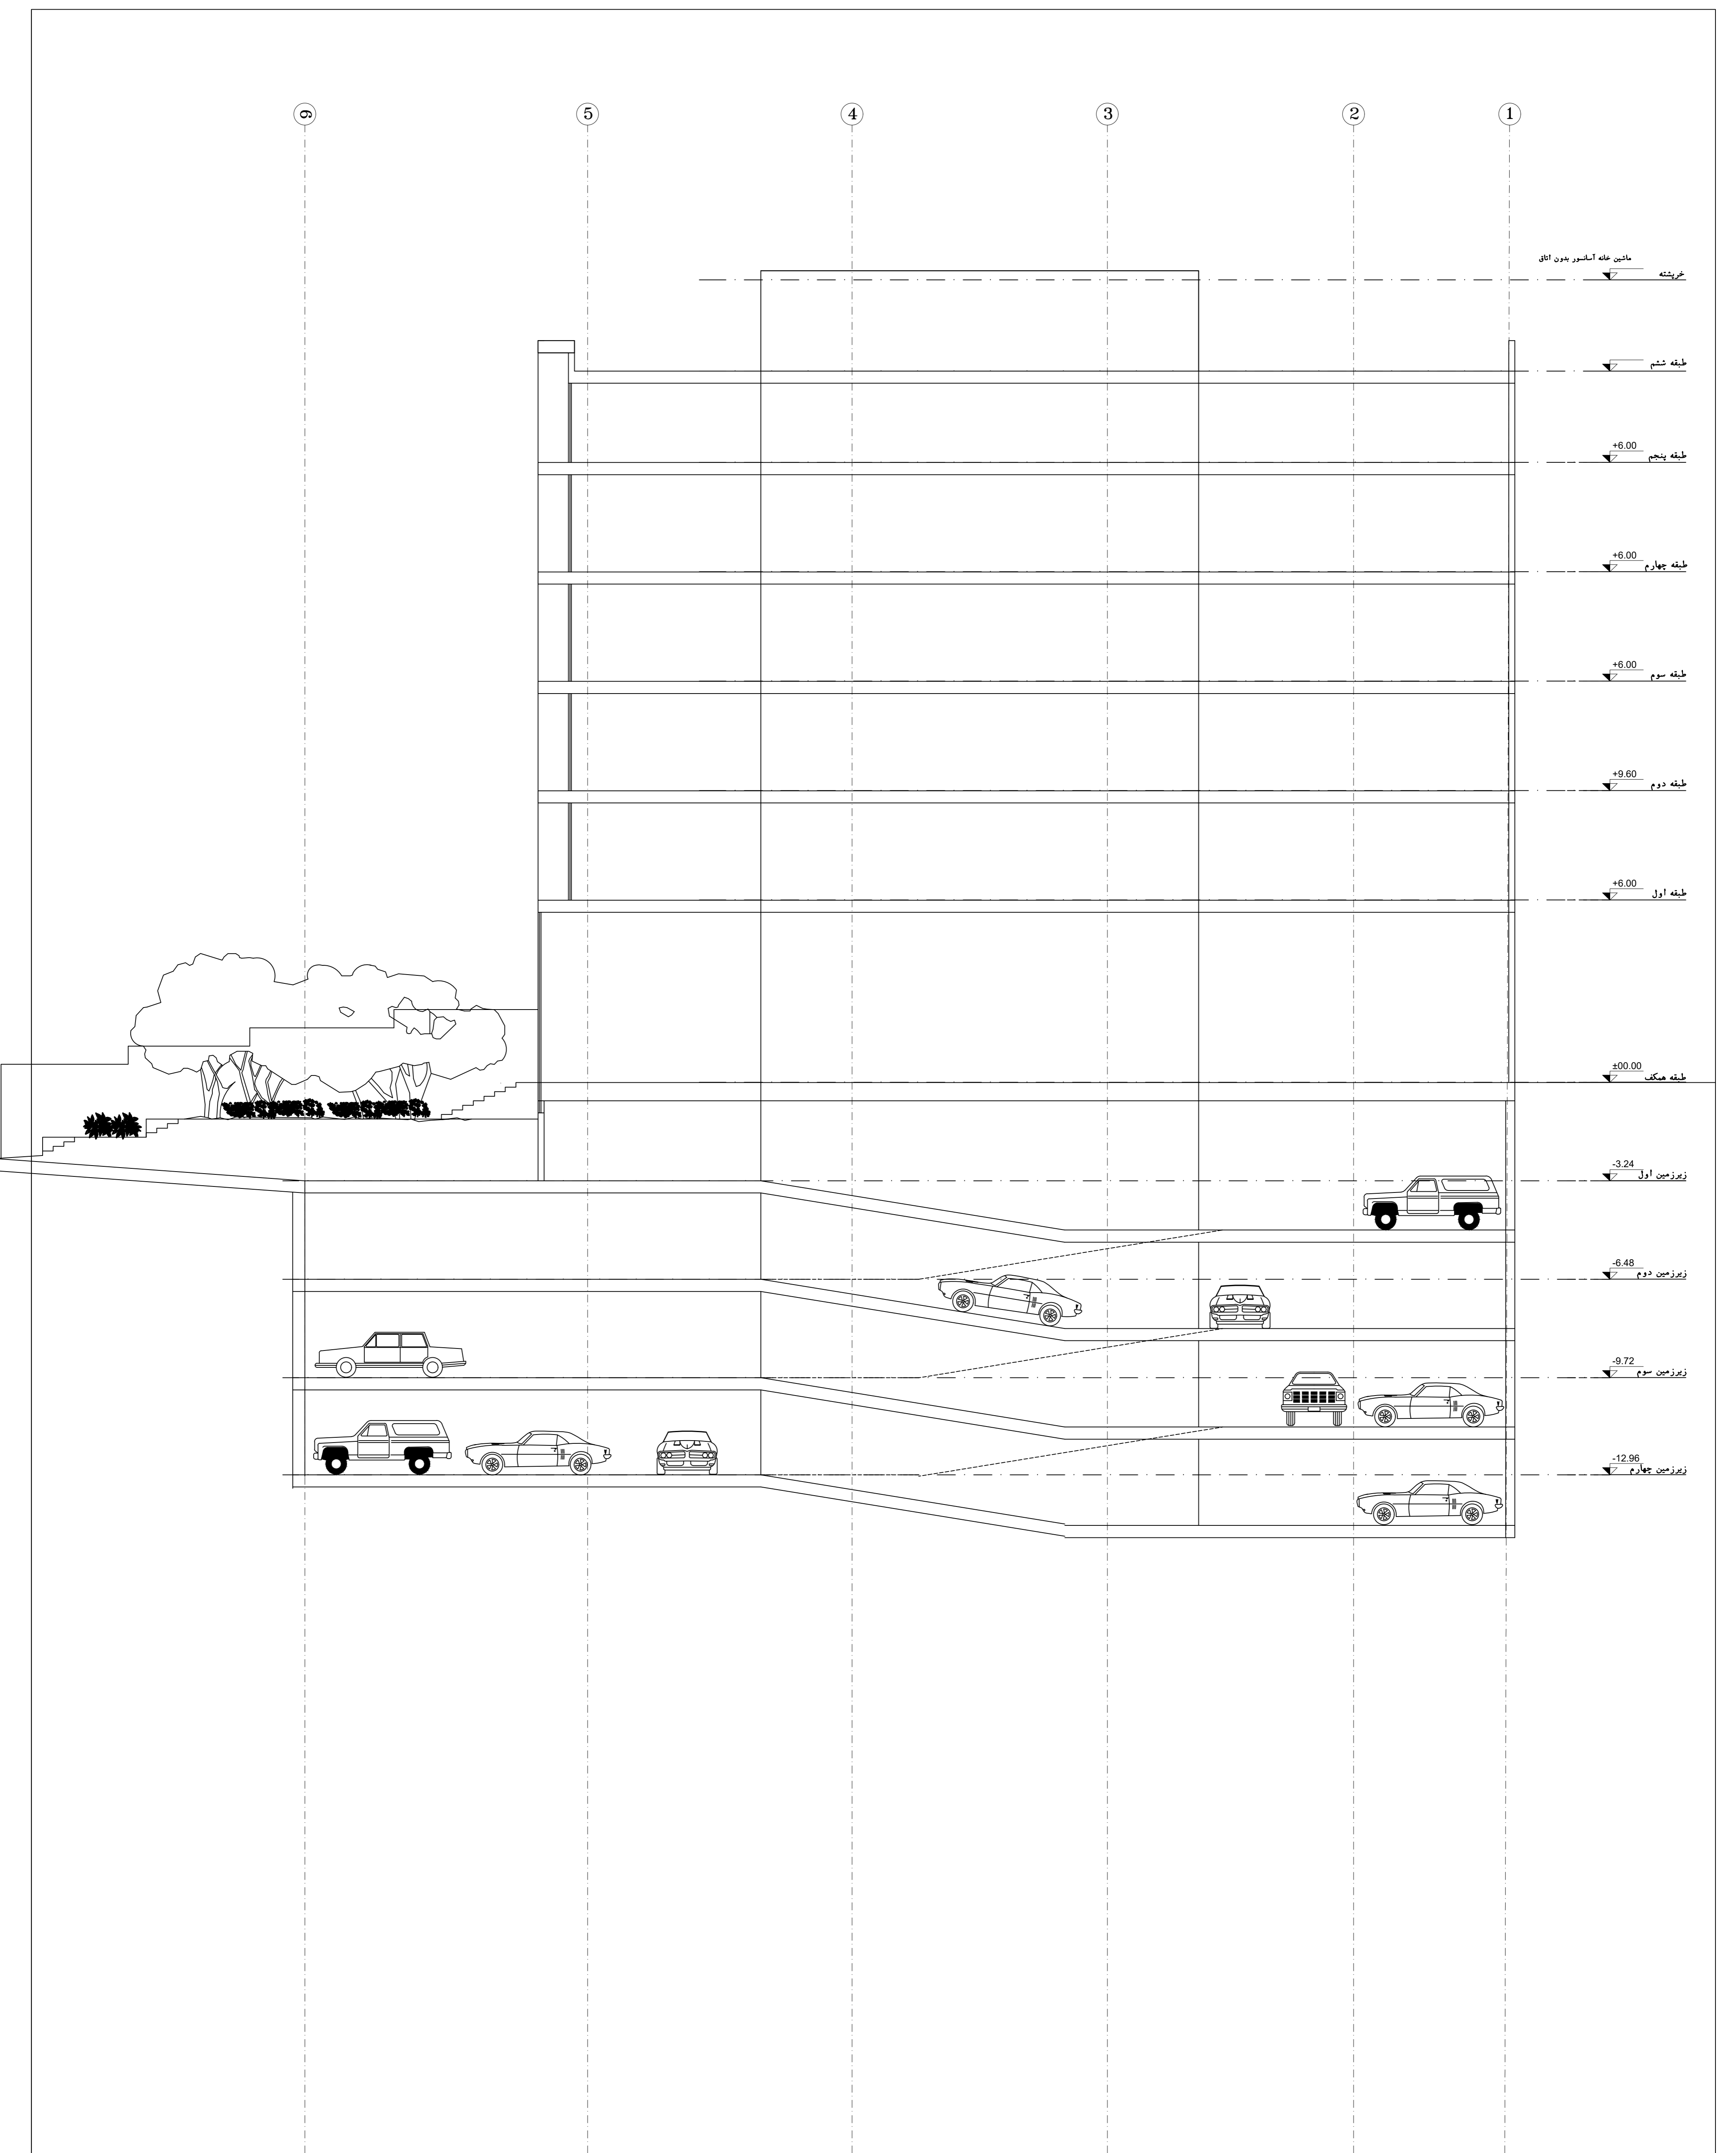 6 5 4 3 2 1
ماشین خانه آسانسور بدون اتاق
خرپشته
طبقه ششم
+6.00 طبقه پنجم
+6.00 طبقه چهارم
+6.00 طبقه سوم
+9.60 طبقه دوم
+6.00 طبقه اول
±00.00 طبقه همکف
-3.24 زیرزمین اول
-6.48 زیرزمین دوم
-9.72 زیرزمین سوم
-12.96 زیرزمین چهارم